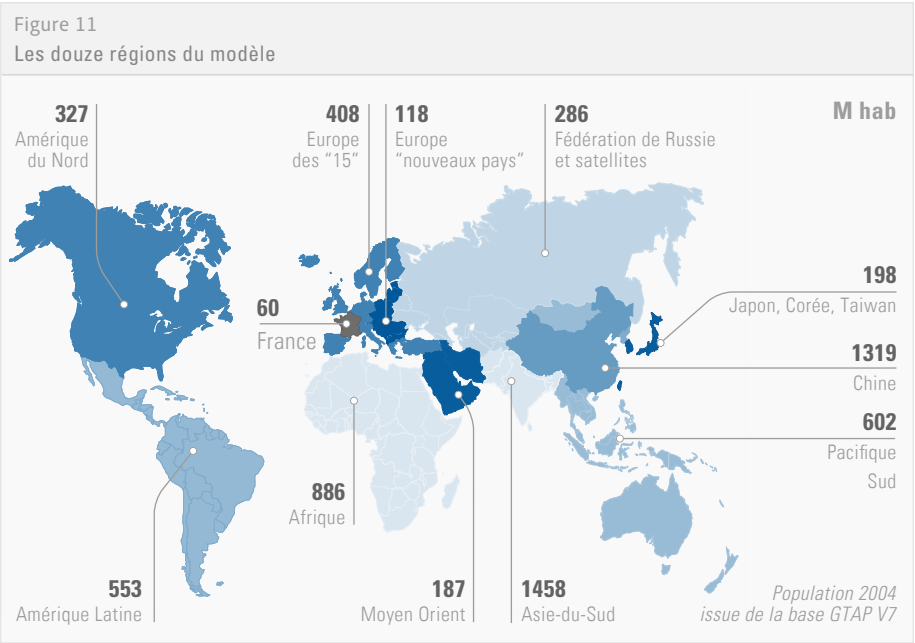 Figure 11
Les douze régions du modèle
327
Amérique
du Nord
408
Europe
des “15”
118
Europe
“nouveaux pays”
286
Fédération de Russie
et satellites
M hab
60
France
198
Japon, Corée, Taiwan
1319
Chine
602
Pacifique
Sud
886
Afrique
553
Amérique Latine
187
Moyen Orient
1458
Asie-du-Sud
Population 2004
issue de la base GTAP V7